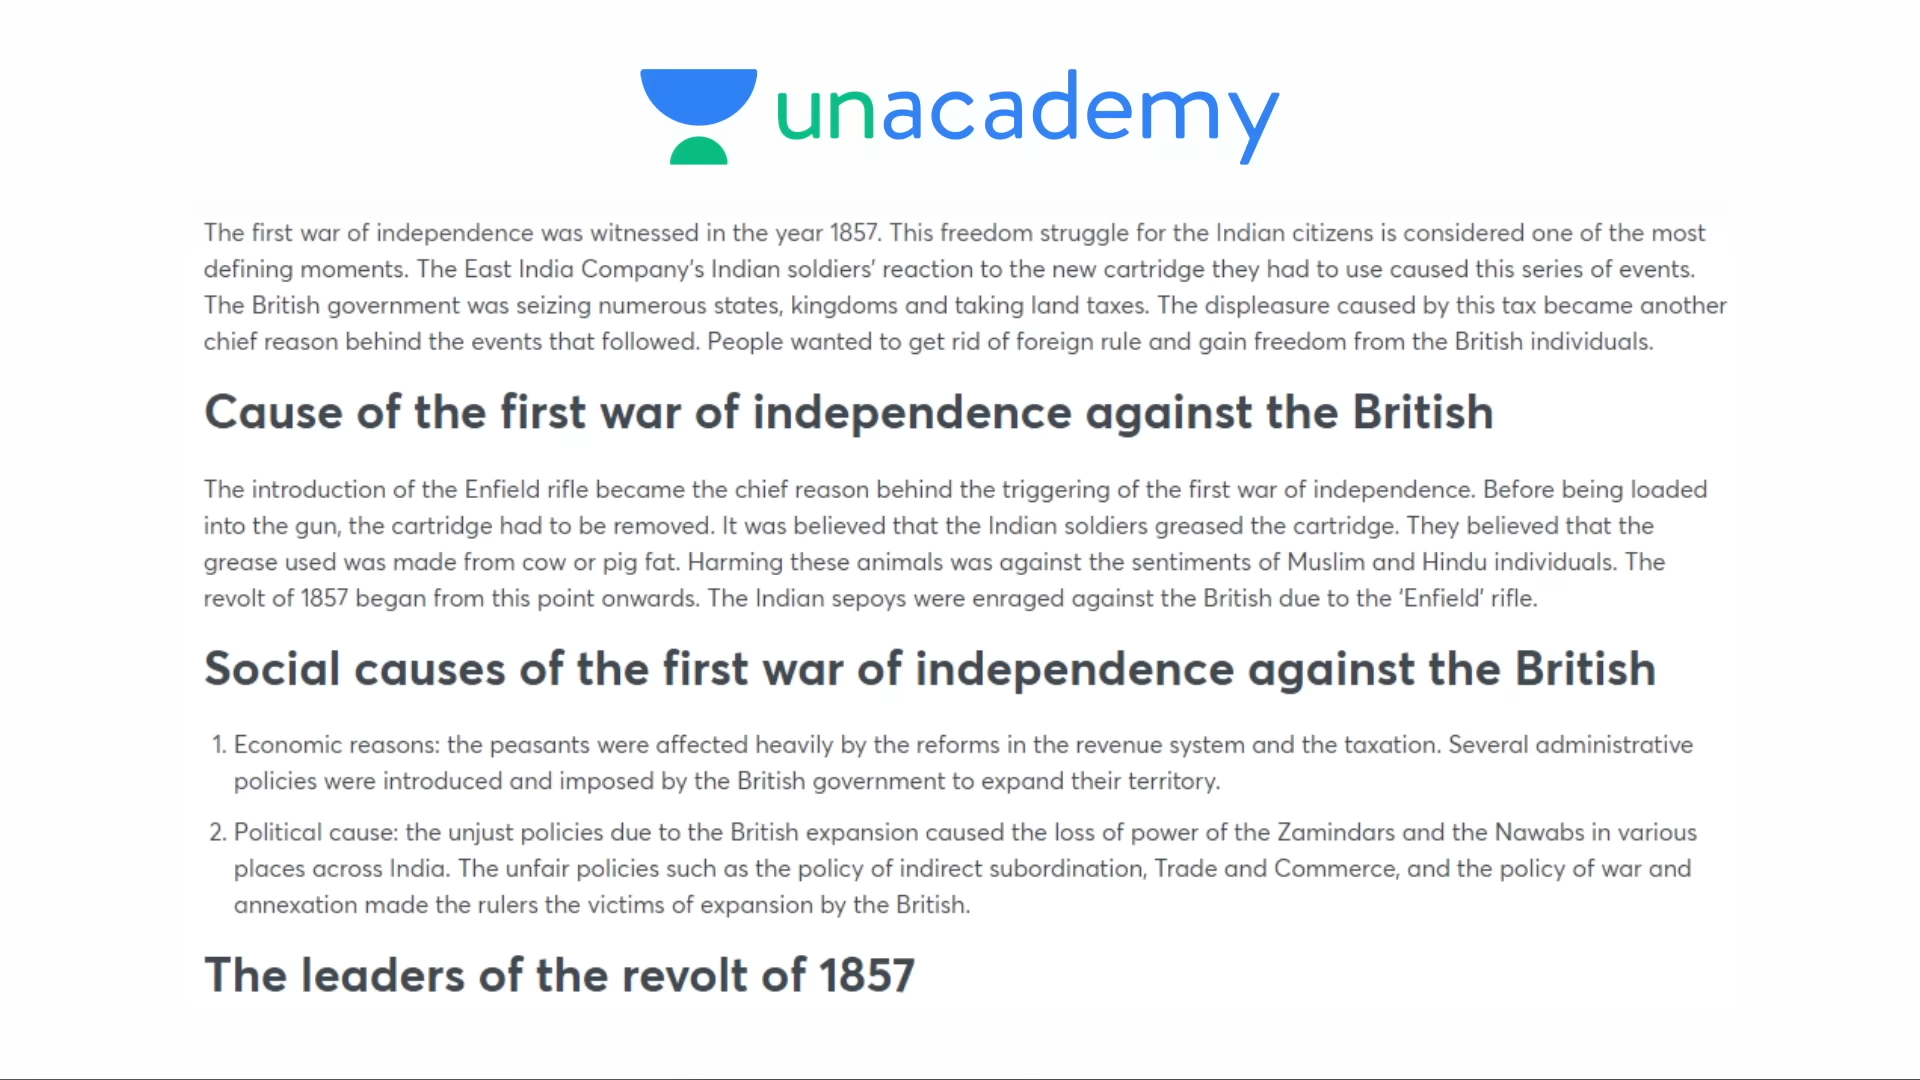 unacademy
The first war of independence was witnessed in the year 1857. This freedom struggle for the Indian citizens is considered one of the most
defining moments. The East India Company's Indian soldiers' reaction to the new cartridge they had to use caused this series of events.
The British government was seizing numerous states, kingdoms and taking land taxes. The displeasure caused by this tax became another
chief reason behind the events that followed. People wanted to get rid of foreign rule and gain freedom from the British individuals.
Cause of the first war of independence against the British
The introduction of the Enfield rifle became the chief reason behind the triggering of the first war of independence. Before being loaded
into the gun, the cartridge had to be removed. It was believed that the Indian soldiers greased the cartridge. They believed that the
grease used was made from cow or pig fat. Harming these animals was against the sentiments of Muslim and Hindu individuals. The
revolt of 1857 began from this point onwards. The Indian sepoys were enraged against the British due to the ‘Enfield’ rifle.
Social causes of the first war of independence against the British
1. Economic reasons: the peasants were affected heavily by the reforms in the revenue system and the taxation. Several administrative
policies were introduced and imposed by the British government to expand their territory.
2. Political cause: the unjust policies due to the British expansion caused the loss of power of the Zamindars and the Nawabs in various
places across India. The unfair policies such as the policy of indirect subordination, Trade and Commerce, and the policy of war and
annexation made the rulers the victims of expansion by the British.
The leaders of the revolt of 1857